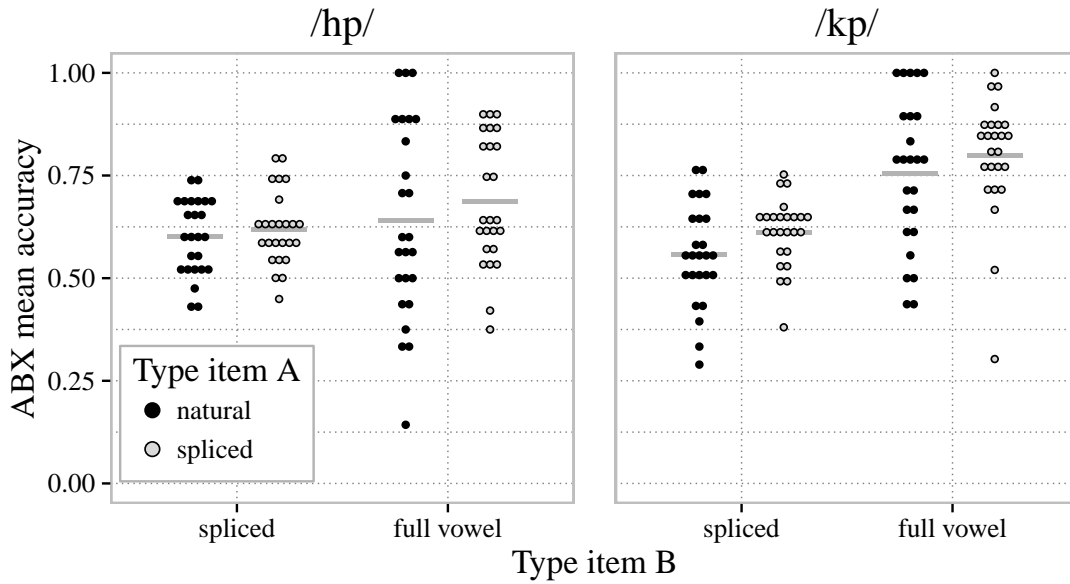 /hp/
/kp/
ABX mean accuracy
1.00
0.75
0.50
0.25
0.00
Type item A
natural
spliced
spliced
full vowel
spliced
full vowel
Type item B